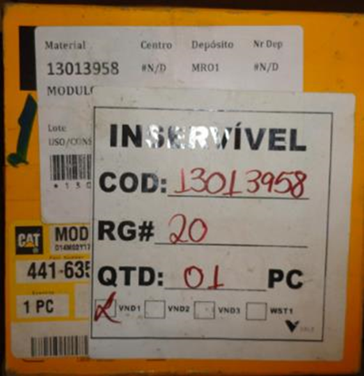 Material Centro Depósito Nr Dep
13013958 #N/D MRO1 #N/D
MODULO
Lote
USO/CONS
INSERVÍVEL
COD: 13013958
RG# 20
QTD: 01 PC
VND1 VND2 VND3 WST1
VALE
CAT MOD
441-635
1 PC